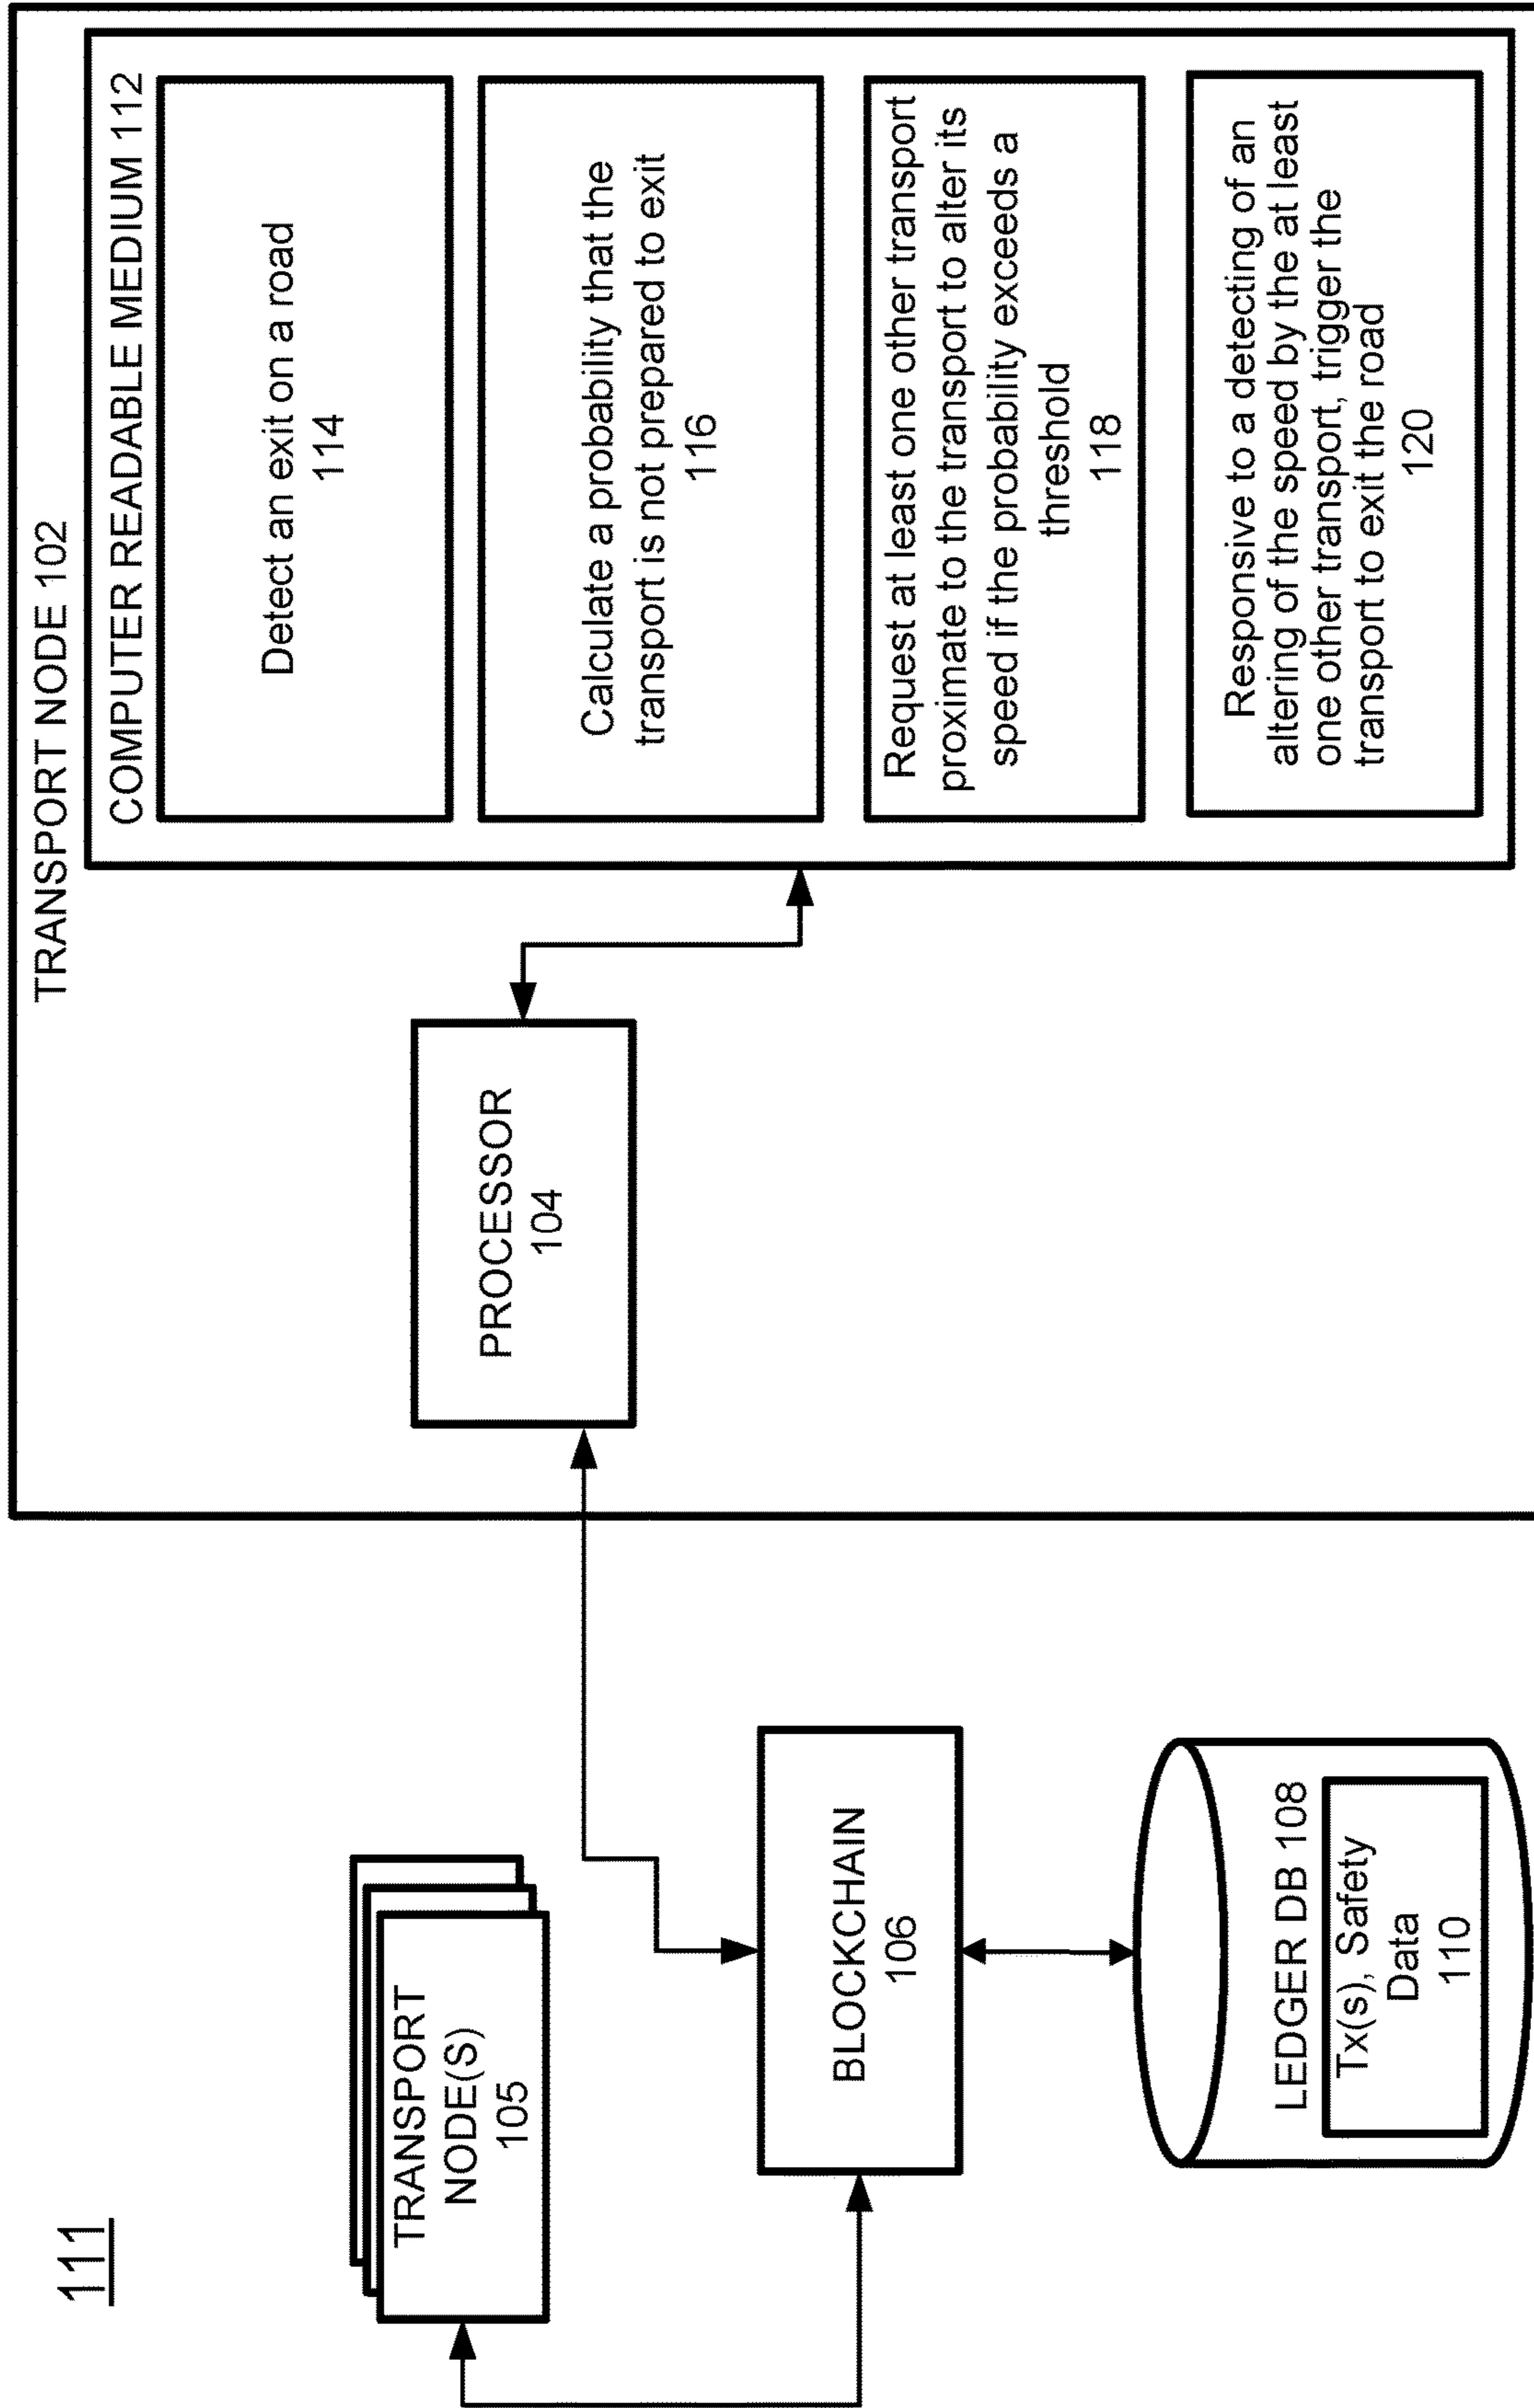 111
TRANSPORT NODE 102
COMPUTER READABLE MEDIUM 112
Detect an exit on a road
114
Calculate a probability that the
transport is not prepared to exit
116
Request at least one other transport
proximate to the transport to alter its
speed if the probability exceeds a
threshold
118
Responsive to a detecting of an
altering of the speed by the at least
one other transport, trigger the
transport to exit the road
120
PROCESSOR
104
TRANSPORT
NODE(S)
105
BLOCKCHAIN
106
LEDGER DB 108
Tx(s), Safety
Data
110